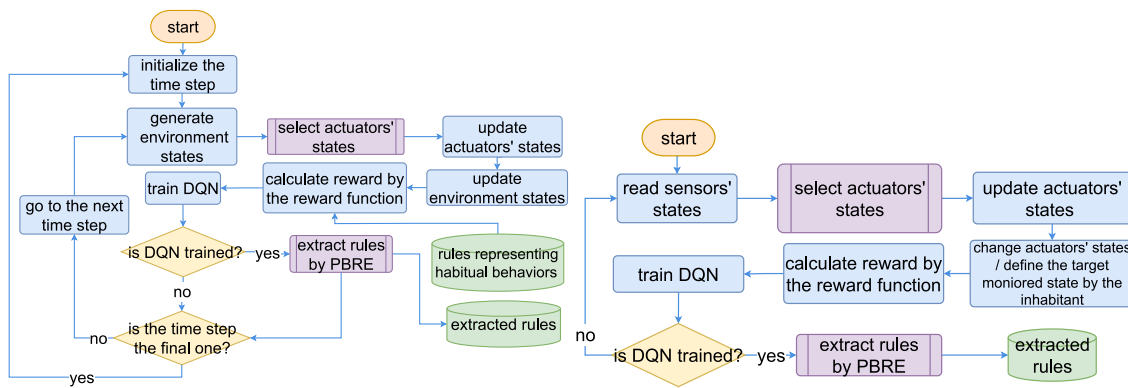 start
initialize the
time step
generate
environment
states
select actuators'
states
update
actuators' states
update
environment states
calculate reward by
the reward function
train DQN
go to the next
time step
is DQN trained?
yes
extract rules
by PBRE
rules representing
habitual behaviors
no
is the time step
the final one?
no
yes
extracted rules
start
read sensors'
states
select actuators'
states
update actuators'
states
change actuators' states
/ define the target
moniored state by the
inhabitant
calculate reward by
the reward function
train DQN
no
is DQN trained?
yes
extract rules
by PBRE
extracted
rules